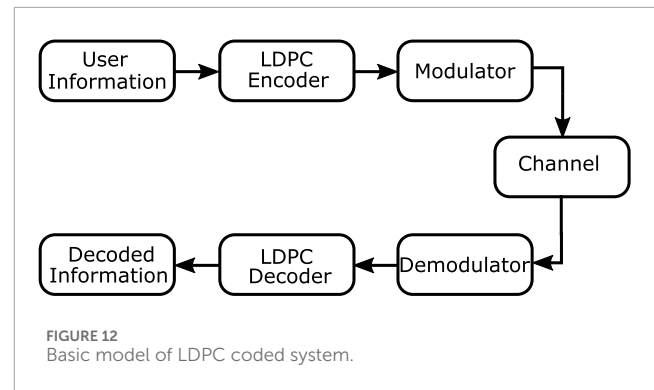 User
Information
LDPC
Encoder
Modulator
Channel
Demodulator
LDPC
Decoder
Decoded
Information
FIGURE 12
Basic model of LDPC coded system.